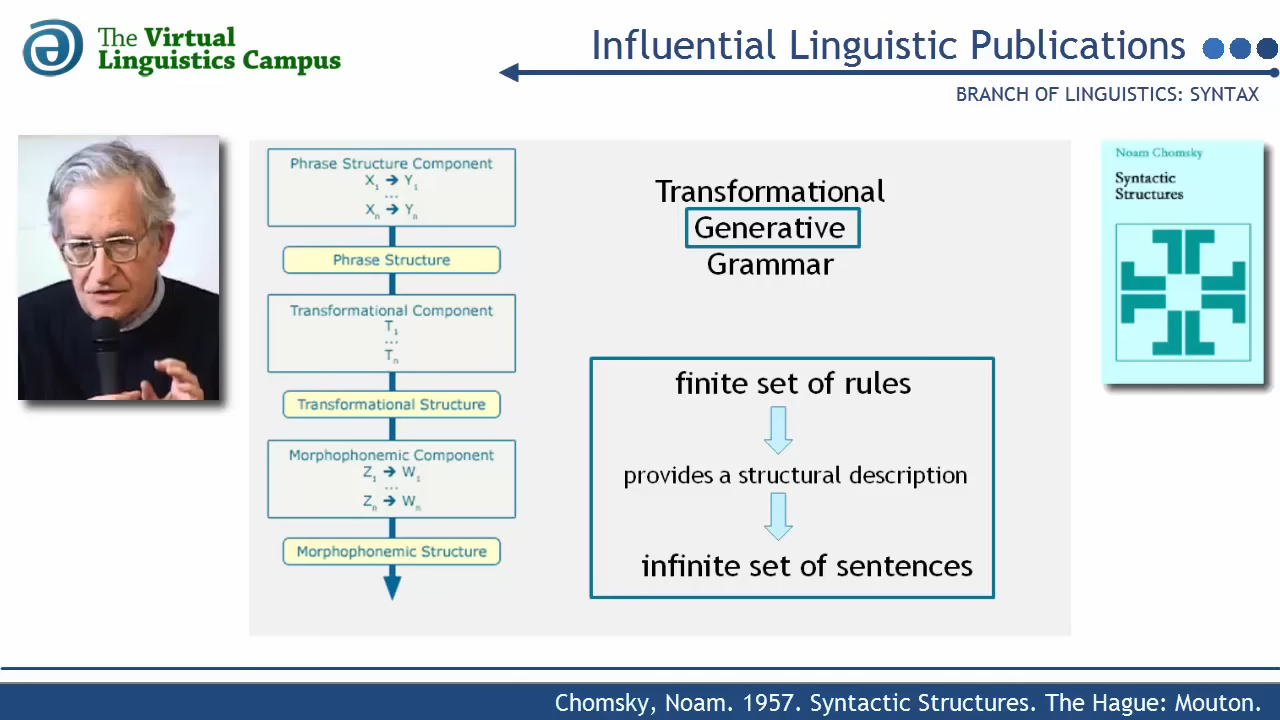 The Virtual
Linguistics Campus
Influential Linguistic Publications
BRANCH OF LINGUISTICS: SYNTAX
Phrase Structure Component
X₁ ➔ Y₁
...
Xₙ ➔ Yₙ
Phrase Structure
Transformational Component
T₁
...
Tₙ
Transformational Structure
Morphophonemic Component
Z₁ ➔ W₁
...
Zₙ ➔ Wₙ
Morphophonemic Structure
Transformational
Generative
Grammar
finite set of rules
provides a structural description
infinite set of sentences
Noam Chomsky
Syntactic
Structures
Chomsky, Noam. 1957. Syntactic Structures. The Hague: Mouton.